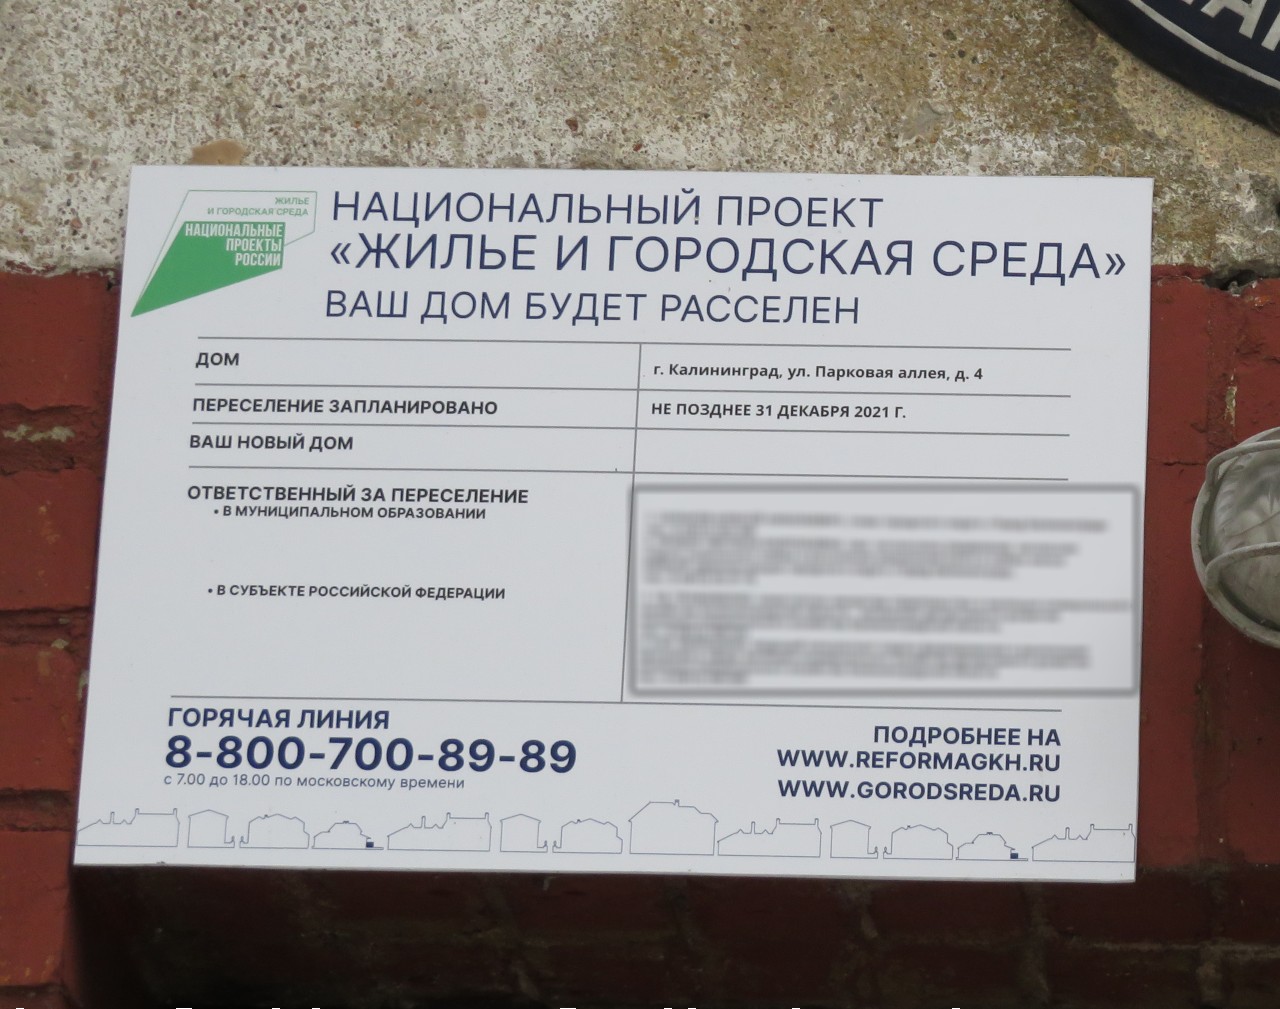 ЖИЛЬЕ
И ГОРОДСКАЯ СРЕДА
НАЦИОНАЛЬНЫЕ
ПРОЕКТЫ
РОССИИ
НАЦИОНАЛЬНЫЙ ПРОЕКТ
«ЖИЛЬЕ И ГОРОДСКАЯ СРЕДА»
ВАШ ДОМ БУДЕТ РАССЕЛЕН
ДОМ
г. Калининград, ул. Парковая аллея, д. 4
ПЕРЕСЕЛЕНИЕ ЗАПЛАНИРОВАНО
НЕ ПОЗДНЕЕ 31 ДЕКАБРЯ 2021 Г.
ВАШ НОВЫЙ ДОМ
ОТВЕТСТВЕННЫЙ ЗА ПЕРЕСЕЛЕНИЕ
• В МУНИЦИПАЛЬНОМ ОБРАЗОВАНИИ
• В СУБЪЕКТЕ РОССИЙСКОЙ ФЕДЕРАЦИИ
ГОРЯЧАЯ ЛИНИЯ
8-800-700-89-89
с 7.00 до 18.00 по московскому времени
ПОДРОБНЕЕ НА
WWW.REFORMAGKH.RU
WWW.GORODSREDA.RU